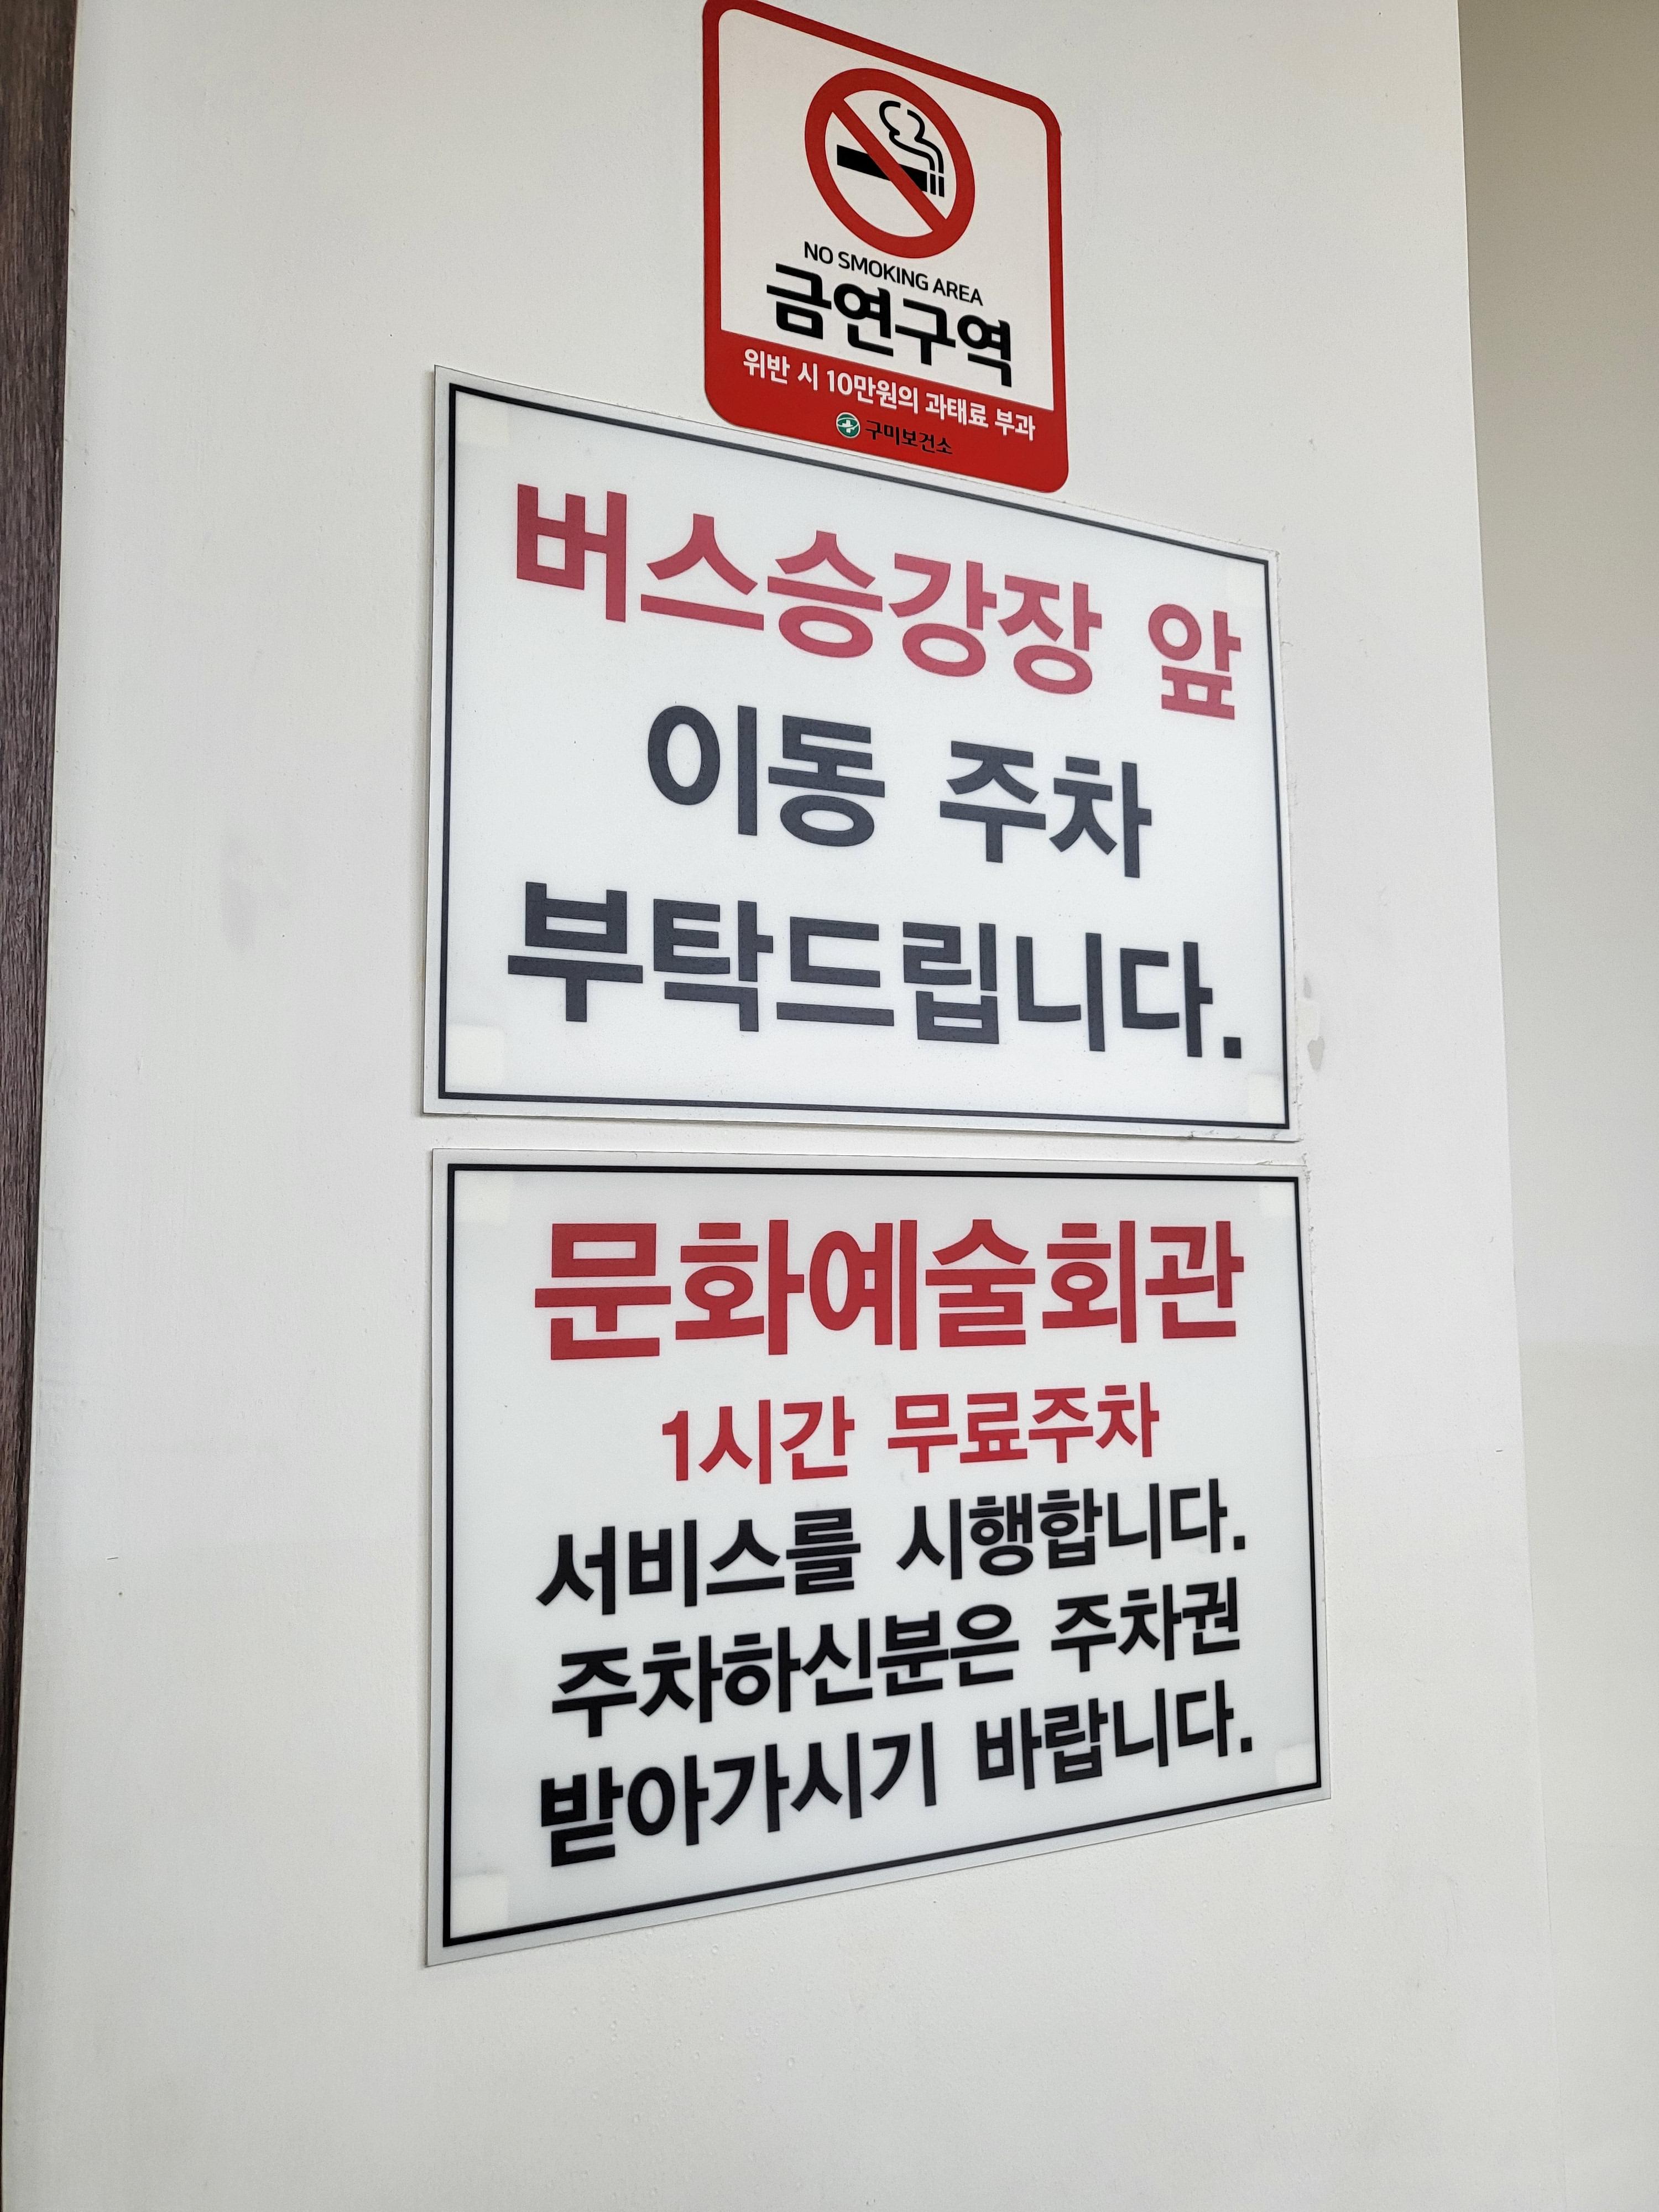 NO SMOKING AREA
금연구역
위반 시 10만원의 과태료 부과
구미보건소
버스승강장 앞
이동 주차
부탁드립니다.
문화예술회관
1시간 무료주차
서비스를 시행합니다.
주차하신분은 주차권
받아가시기 바랍니다.